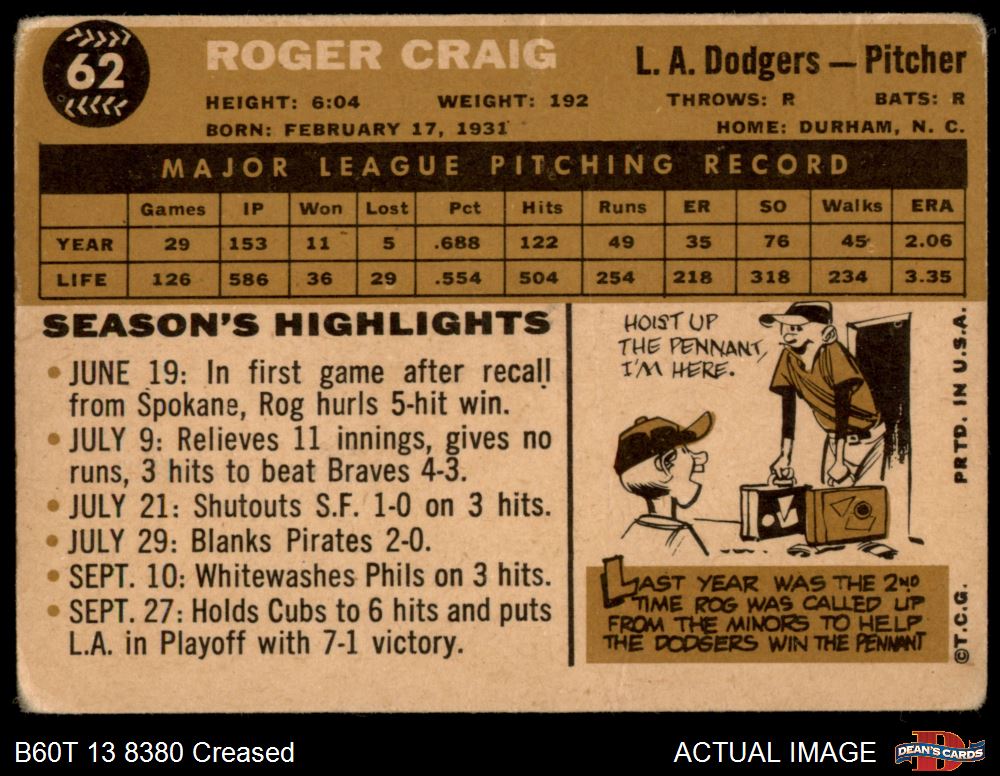 62
ROGER CRAIG
L. A. Dodgers — Pitcher
HEIGHT: 6:04 WEIGHT: 192 THROWS: R BATS: R
BORN: FEBRUARY 17, 1931 HOME: DURHAM, N. C.
MAJOR LEAGUE PITCHING RECORD
Games IP Won Lost Pct Hits Runs ER SO Walks ERA
YEAR 29 153 11 5 .688 122 49 35 76 45 2.06
LIFE 126 586 36 29 .554 504 254 218 318 234 3.35
SEASON'S HIGHLIGHTS
• JUNE 19: In first game after recall
from Spokane, Rog hurls 5-hit win.
• JULY 9: Relieves 11 innings, gives no
runs, 3 hits to beat Braves 4-3.
• JULY 21: Shutouts S.F. 1-0 on 3 hits.
• JULY 29: Blanks Pirates 2-0.
• SEPT. 10: Whitewashes Phils on 3 hits.
• SEPT. 27: Holds Cubs to 6 hits and puts
L.A. in Playoff with 7-1 victory.
HOIST UP
THE PENNANT,
I'M HERE.
LAST YEAR WAS THE 2ND
TIME ROG WAS CALLED UP
FROM THE MINORS TO HELP
THE DODGERS WIN THE PENNANT
©T.C.G. PRTD. IN U.S.A.
B60T 13 8380 Creased
ACTUAL IMAGE
D
DEAN'S CARDS